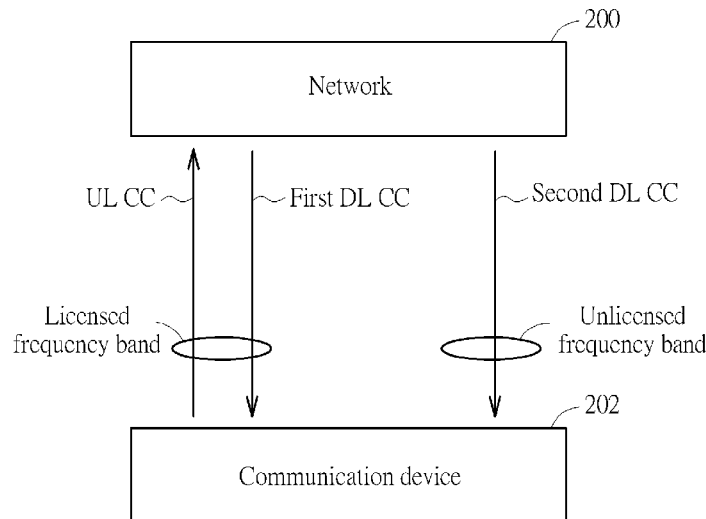 200
Network
UL CC
First DL CC
Second DL CC
Licensed
frequency band
Unlicensed
frequency band
202
Communication device